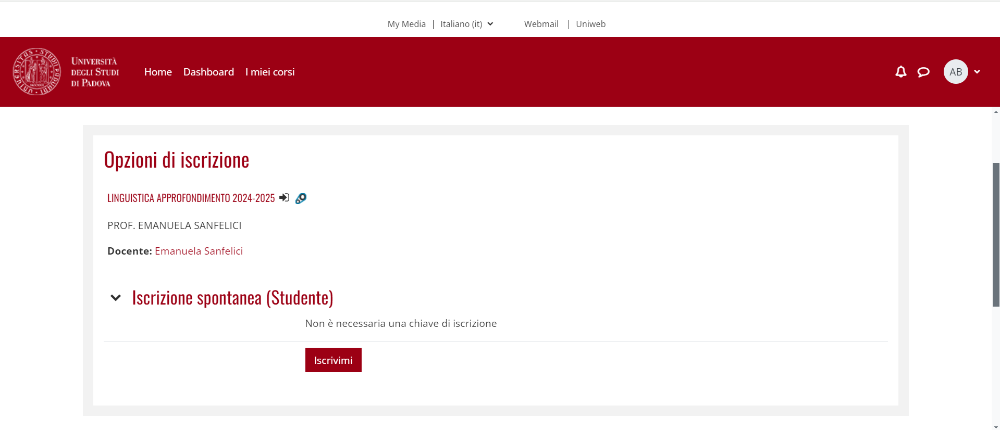 My Media
Italiano (it)
Webmail
Uniweb
UNIVERSITÀ
DEGLI STUDI
DI PADOVA
Home
Dashboard
I miei corsi
AB
Opzioni di iscrizione
LINGUISTICA APPROFONDIMENTO 2024-2025
PROF. EMANUELA SANFELICI
Docente: Emanuela Sanfelici
Iscrizione spontanea (Studente)
Non è necessaria una chiave di iscrizione
Iscrivimi